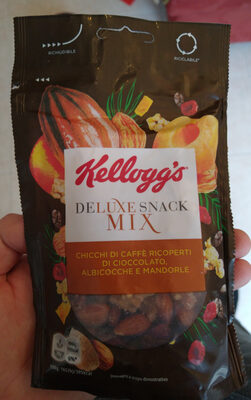 RICHIUDIBILE
RICICLABILE*
Kellogg's
DELUXE SNACK
MIX
CHICCHI DI CAFFÈ RICOPERTI
DI CIOCCOLATO,
ALBICOCCHE E MANDORLE